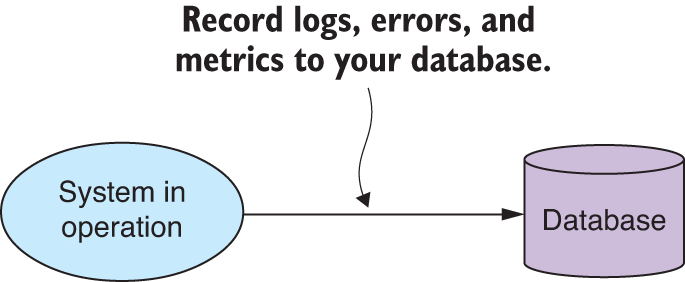 Record logs, errors, and
metrics to your database.
System in
operation
Database